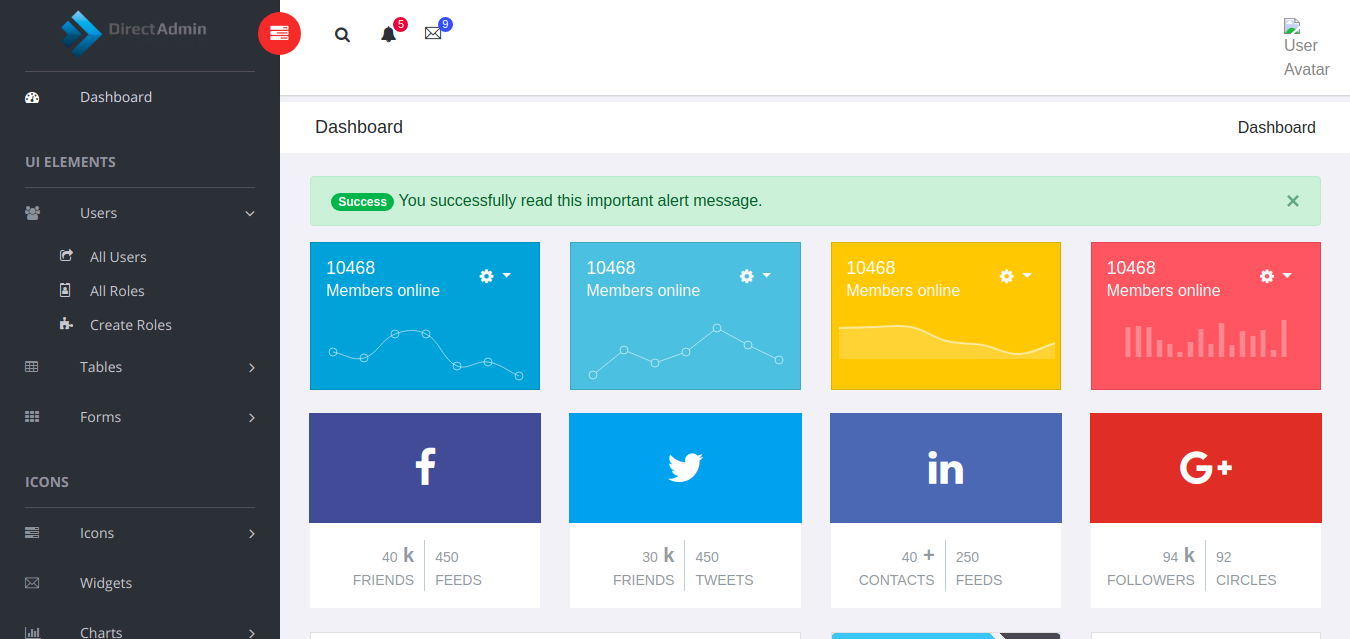 DirectAdmin
5
9
User
Avatar
Dashboard
UI ELEMENTS
Users
All Users
All Roles
Create Roles
Tables
Forms
ICONS
Icons
Widgets
Charts
Dashboard
Dashboard
Success You successfully read this important alert message.
×
10468
Members online
10468
Members online
10468
Members online
10468
Members online
f
in
G+
40 k
FRIENDS
450
FEEDS
30 k
FRIENDS
450
TWEETS
40 +
CONTACTS
250
FEEDS
94 k
FOLLOWERS
92
CIRCLES